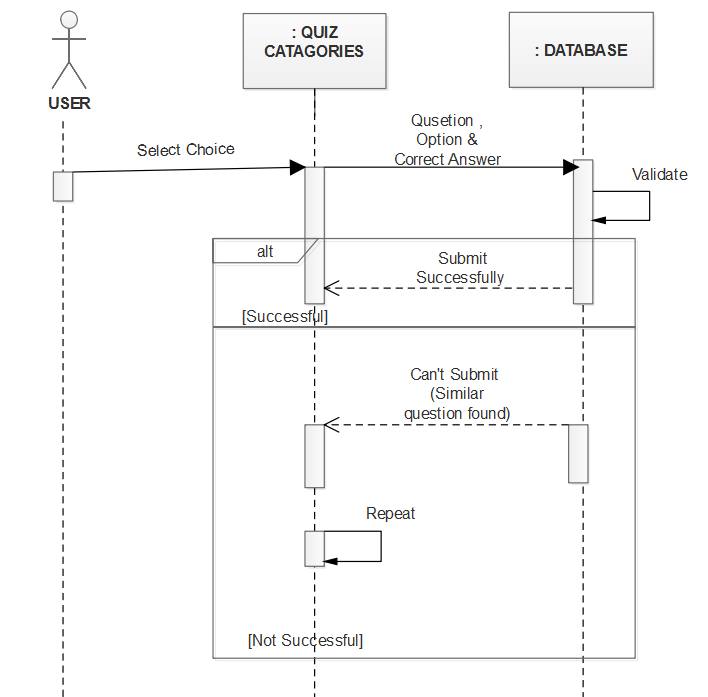 : QUIZ
CATAGORIES
: DATABASE
USER
Qusetion ,
Option &
Correct Answer
Select Choice
Validate
alt
Submit
Successfully
[Successful]
Can't Submit
(Similar
question found)
Repeat
[Not Successful]